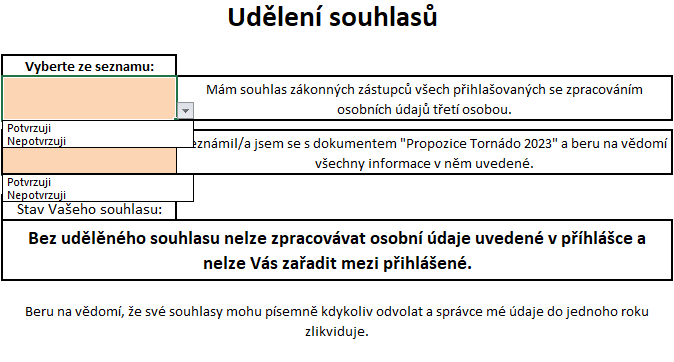 Udělení souhlasů
Vyberte ze seznamu:
Mám souhlas zákonných zástupců všech přihlašovaných se zpracováním
osobních údajů třetí osobou.
Potvrzuji
Nepotvrzuji
eznámil/a jsem se s dokumentem "Propozice Tornádo 2023" a beru na vědomí
všechny informace v něm uvedené.
Potvrzuji
Nepotvrzuji
Stav Vašeho souhlasu:
Bez udělěného souhlasu nelze zpracovávat osobní údaje uvedené v příhlášce a
nelze Vás zařadit mezi přihlášené.
Beru na vědomí, že své souhlasy mohu písemně kdykoliv odvolat a správce mé údaje do jednoho roku
zlikviduje.